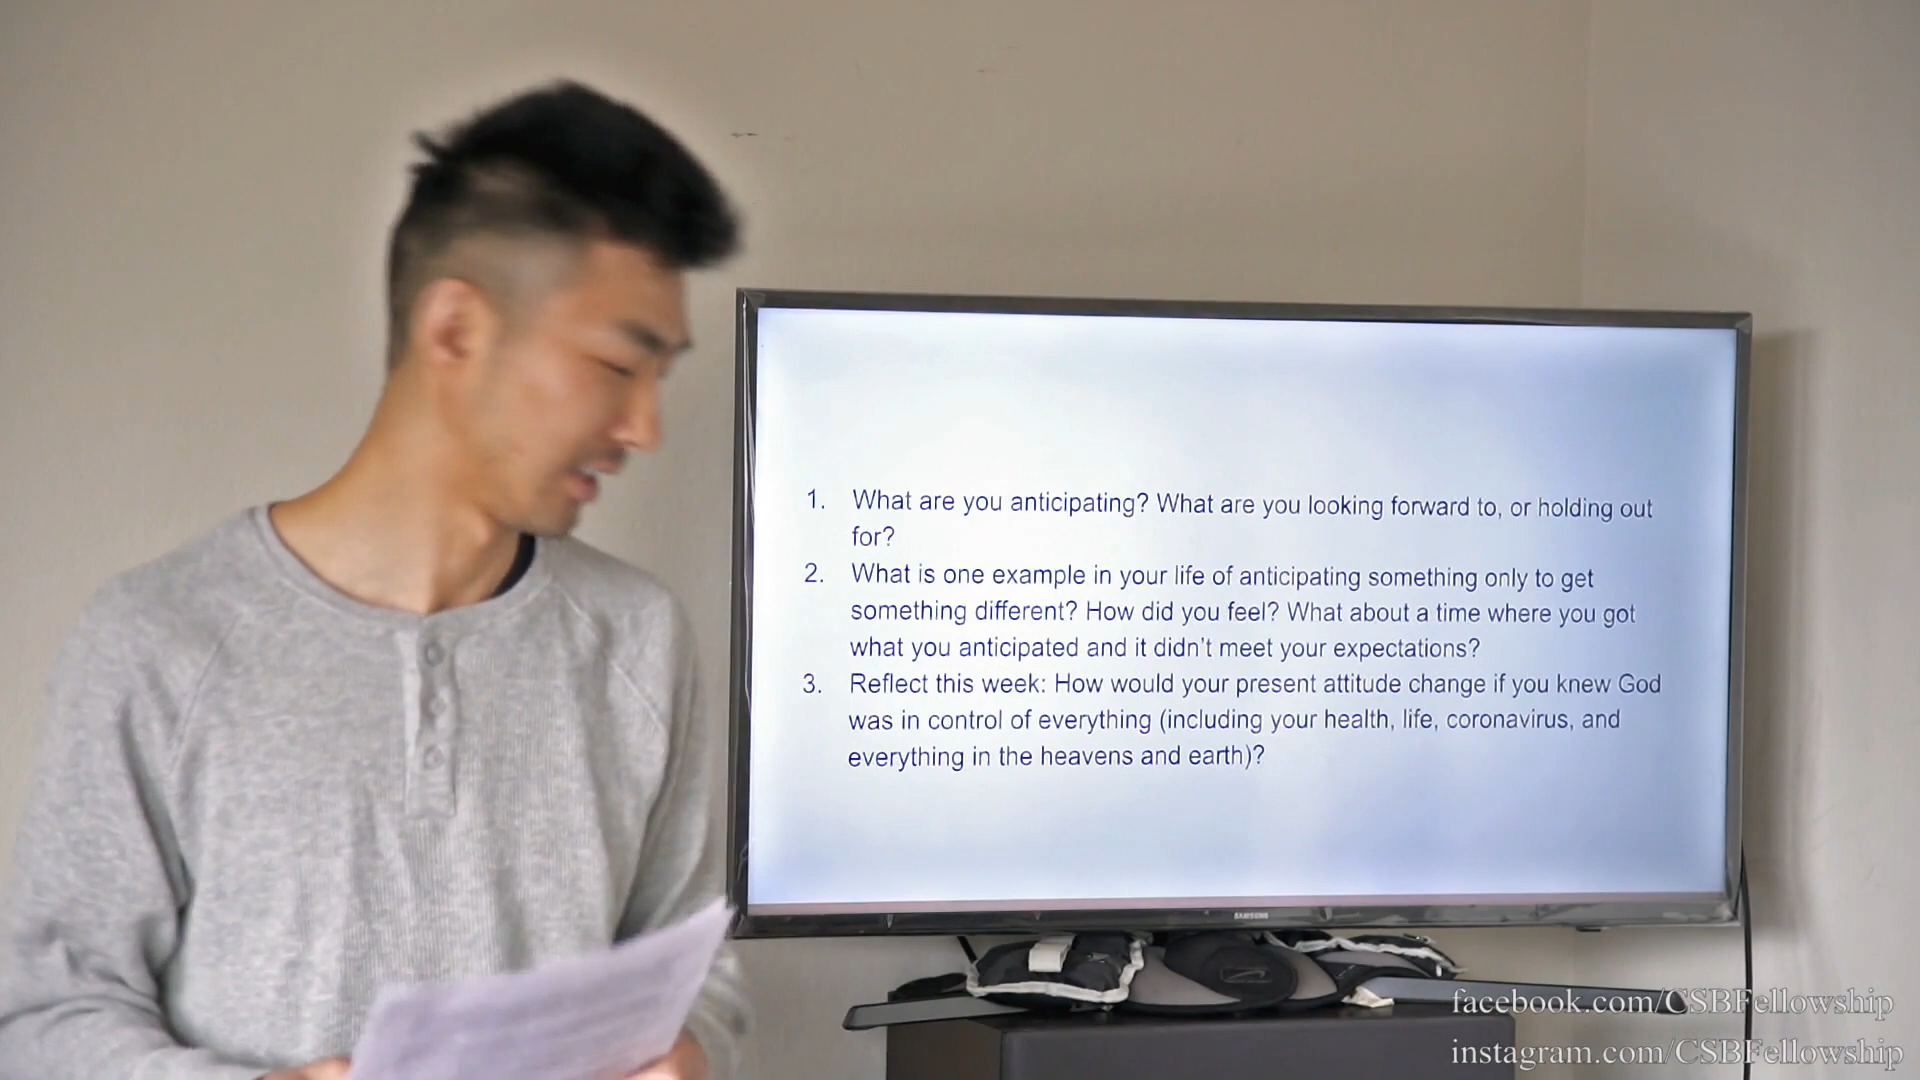 1. What are you anticipating? What are you looking forward to, or holding out
for?
2. What is one example in your life of anticipating something only to get
something different? How did you feel? What about a time where you got
what you anticipated and it didn't meet your expectations?
3. Reflect this week: How would your present attitude change if you knew God
was in control of everything (including your health, life, coronavirus, and
everything in the heavens and earth)?
SAMSUNG
facebook.com/CSBFellowship
instagram.com/CSBFellowship